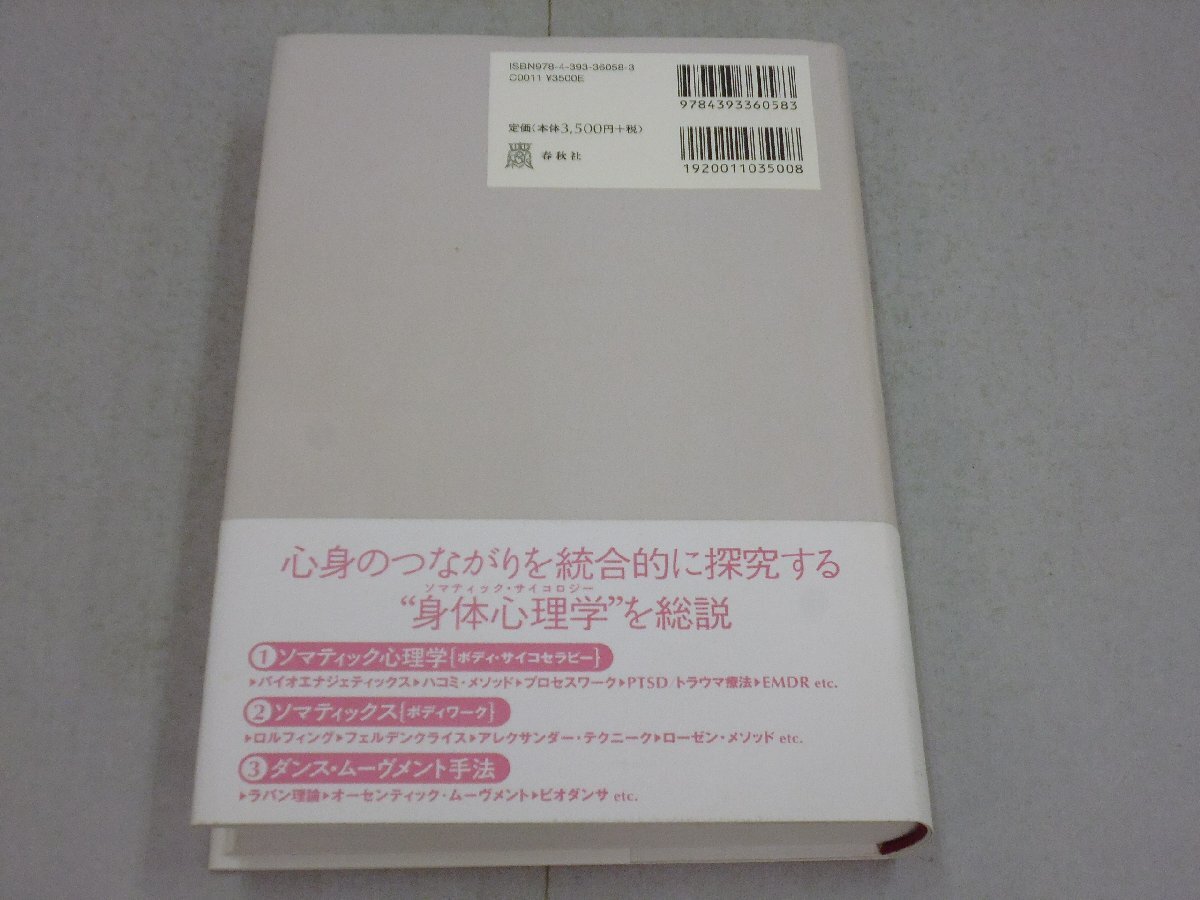 ISBN978-4-393-36058-3
C0011 ¥3500E
9784393360583
定価(本体3,500円+税)
春秋社
1920011035008
心身のつながりを統合的に探究する
ソマティック・サイコロジー
“身体心理学”を総説
1 ソマティック心理学{ボディ・サイコセラピー}
▶バイオエナジェティックス▶ハコミ・メソッド▶プロセスワーク▶PTSD トラウマ療法▶EMDR etc.
2 ソマティックス{ボディワーク}
▶ロルフィング▶フェルデンクライス▶アレクサンダー・テクニーク▶ローゼン・メソッド etc.
3 ダンス・ムーヴメント手法
▶ラバン理論▶オーセンティック・ムーヴメント▶ビオダンサ etc.